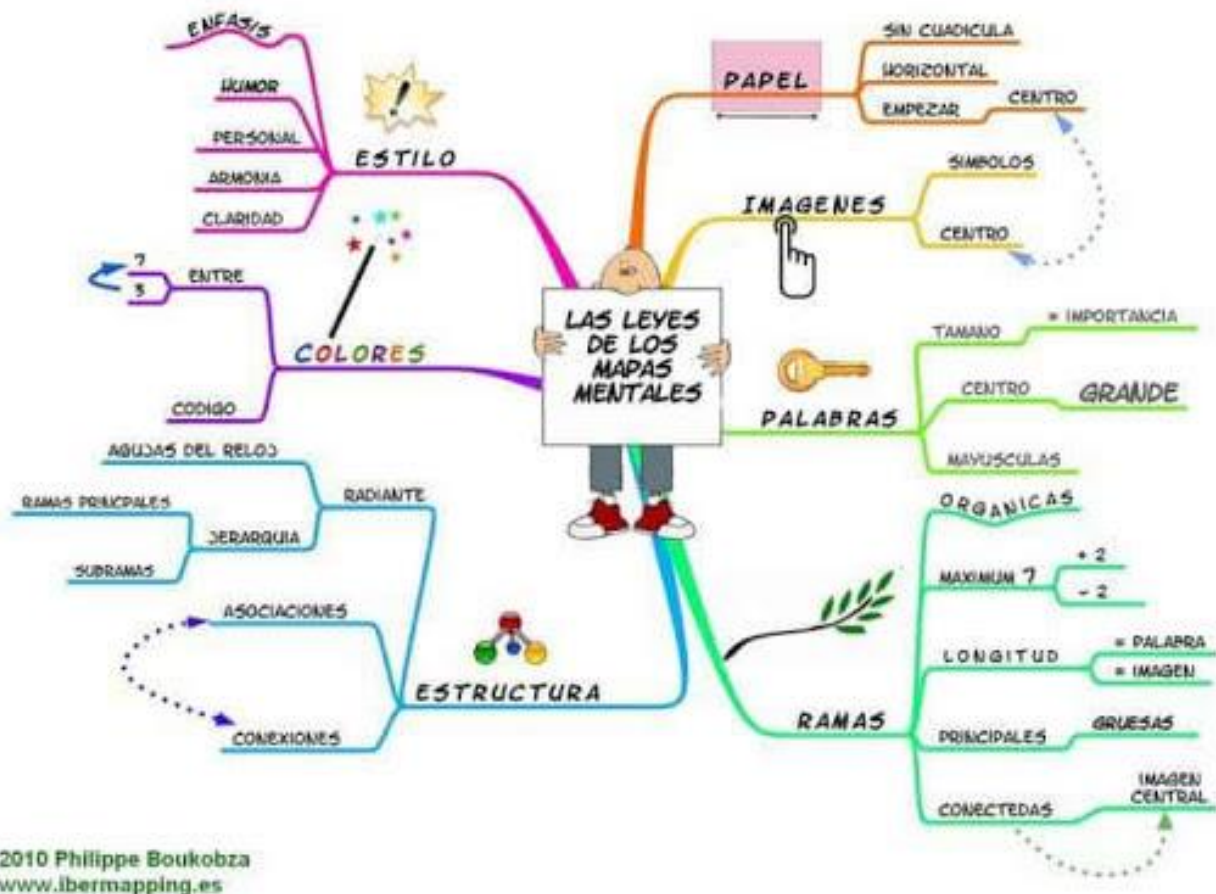 LAS LEYES
DE LOS
MAPAS
MENTALES
PAPEL
SIN CUADICULA
HORIZONTAL
EMPEZAR
CENTRO
IMAGENES
SIMBOLOS
CENTRO
PALABRAS
TAMANO
= IMPORTANCIA
CENTRO
GRANDE
MAYUSCULAS
RAMAS
ORGANICAS
MAXIMUM 7
+ 2
- 2
LONGITUD
= PALABRA
= IMAGEN
PRINCIPALES
GRUESAS
CONECTEDAS
IMAGEN
CENTRAL
ESTRUCTURA
RADIANTE
AGUJAS DEL RELOJ
JERARQUIA
RAMAS PRINCPALES
SUBRAMAS
ASOCIACIONES
CONEXIONES
COLORES
ENTRE
7
3
CODIGO
ESTILO
ENFASIS
HUMOR
PERSONAL
ARMONIA
CLARIDAD
2010 Philippe Boukobza
www.ibermapping.es